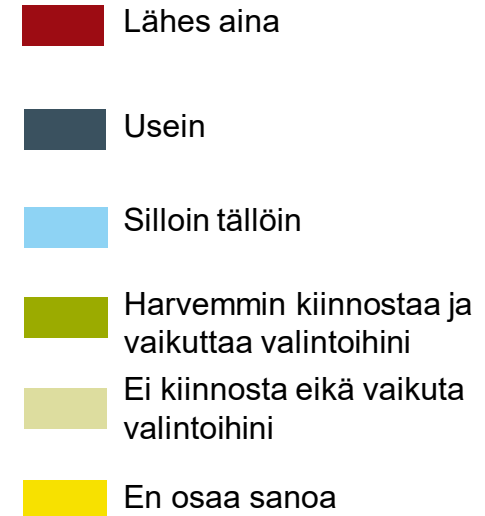 Lähes aina
Usein
Silloin tällöin
Harvemmin kiinnostaa ja
vaikuttaa valintoihini
Ei kiinnosta eikä vaikuta
valintoihini
En osaa sanoa